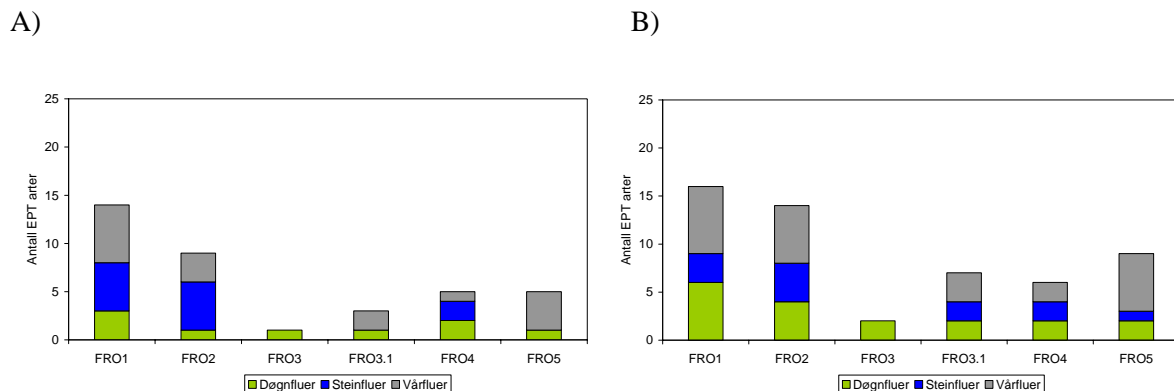 A)
B)
25
20
15
10
5
0
Antall EPT arter
FRO1 FRO2 FRO3 FRO3.1 FRO4 FRO5
Døgnfluer Steinfluer Vårfluer
25
20
15
10
5
0
Antall EPT arter
FRO1 FRO2 FRO3 FRO3.1 FRO4 FRO5
Døgnfluer Steinfluer Vårfluer